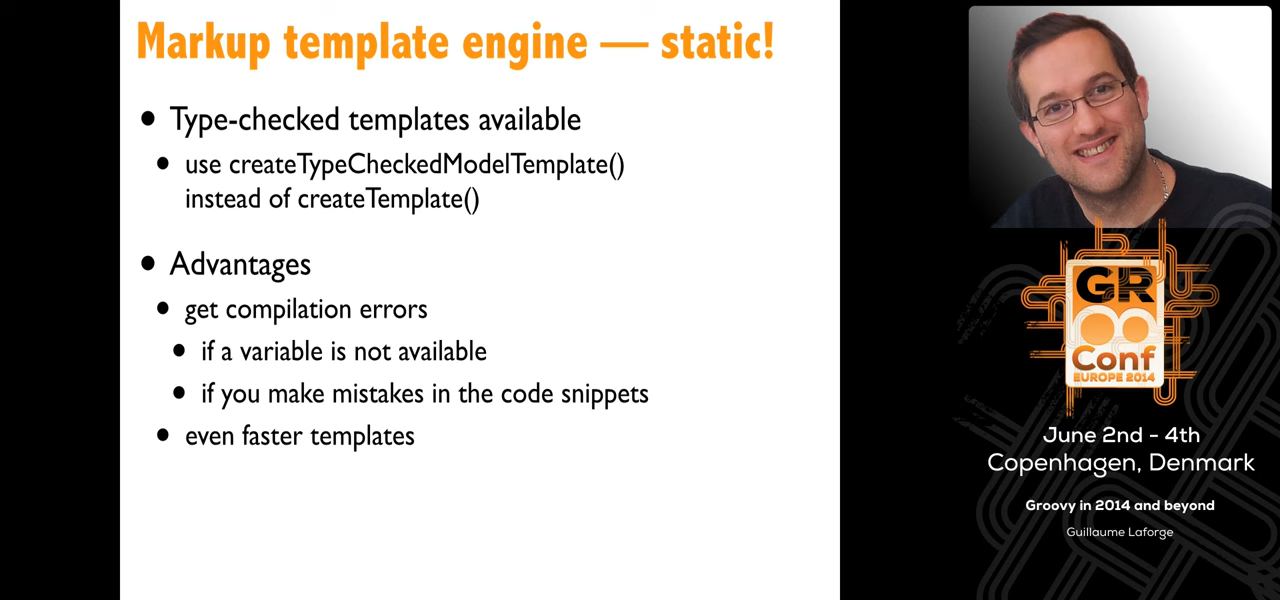 Markup template engine — static!
• Type-checked templates available
• use createTypeCheckedModelTemplate()
instead of createTemplate()
• Advantages
• get compilation errors
• if a variable is not available
• if you make mistakes in the code snippets
• even faster templates
GR
Conf
EUROPE 2014
June 2nd - 4th
Copenhagen, Denmark
Groovy in 2014 and beyond
Guillaume Laforge